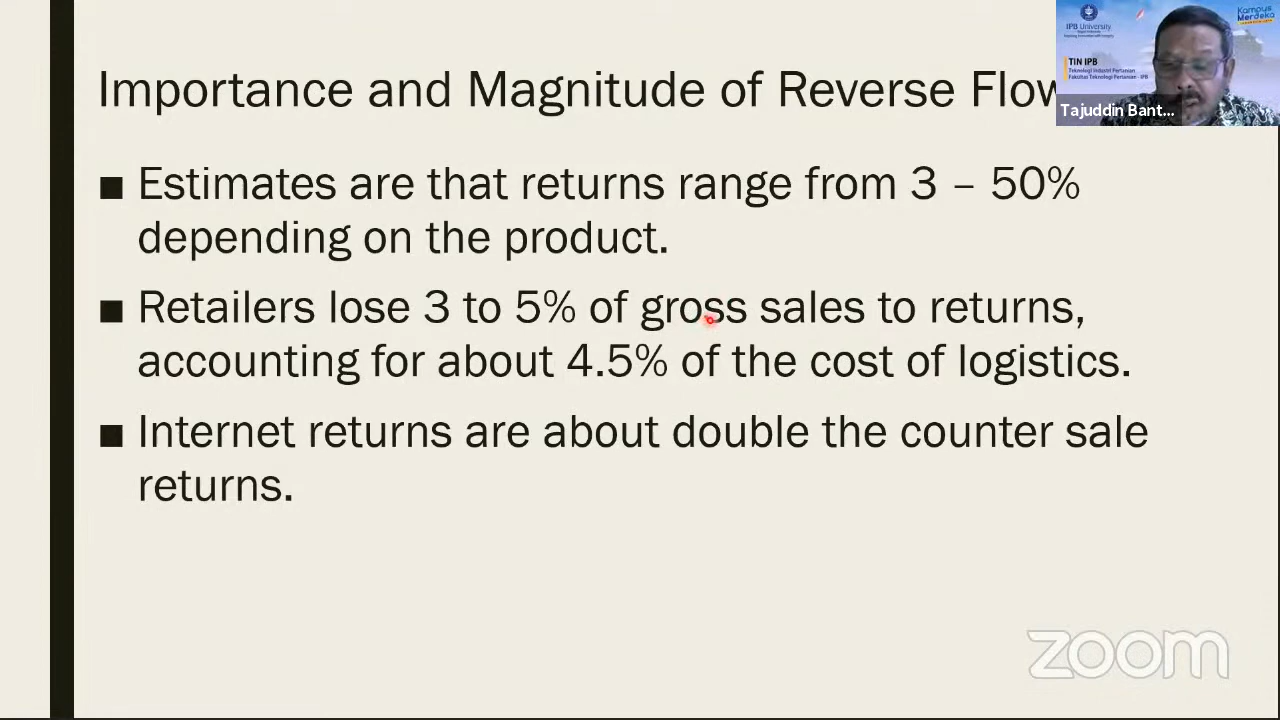 Importance and Magnitude of Reverse Flow
■ Estimates are that returns range from 3 – 50%
depending on the product.
■ Retailers lose 3 to 5% of gross sales to returns,
accounting for about 4.5% of the cost of logistics.
■ Internet returns are about double the counter sale
returns.
IPB University
Kampus
Merdeka
TIN IPB
Teknologi Industri Pertanian
Fakultas Teknologi Pertanian - IPB
Tajuddin Bant...
zoom